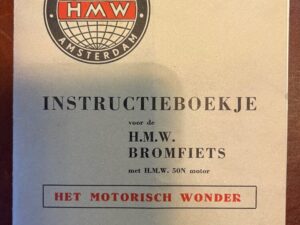 HMW
AMSTERDAM
INSTRUCTIEBOEKJE
voor de
H.M.W.
BROMFIETS
met H.M.W. 50N motor
HET MOTORISCH WONDER